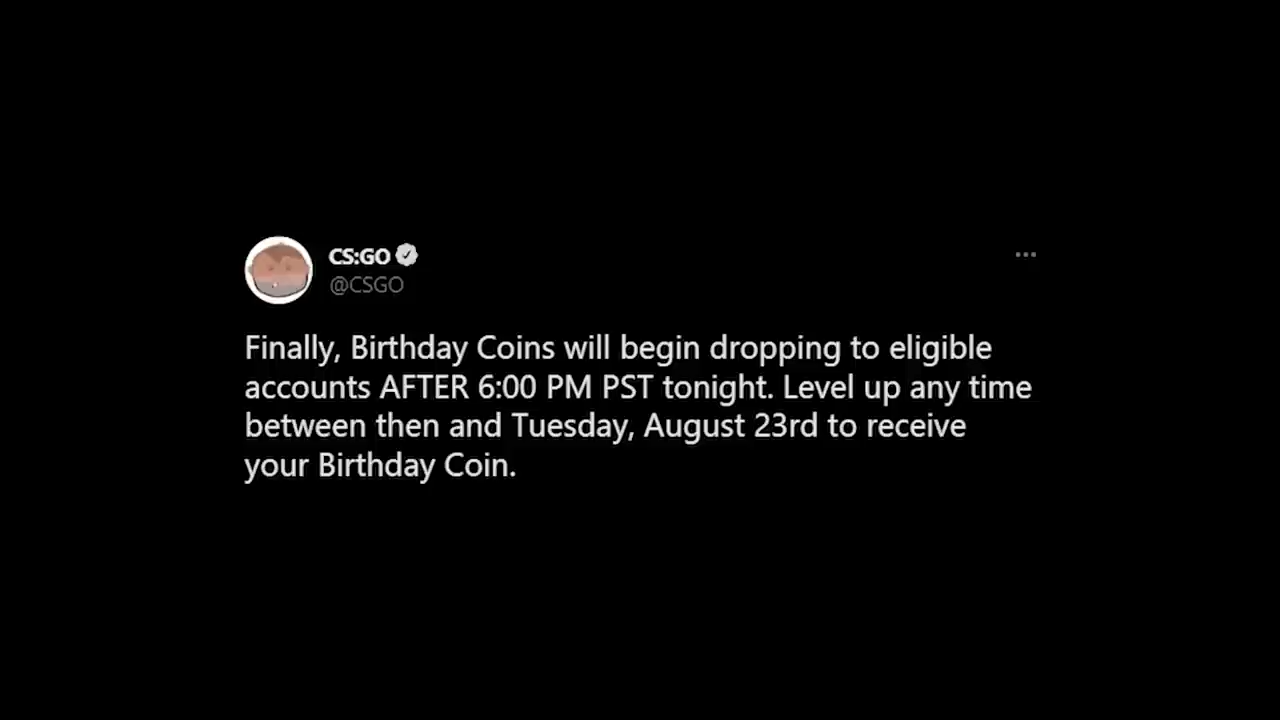 CS:GO
@CSGO
Finally, Birthday Coins will begin dropping to eligible
accounts AFTER 6:00 PM PST tonight. Level up any time
between then and Tuesday, August 23rd to receive
your Birthday Coin.